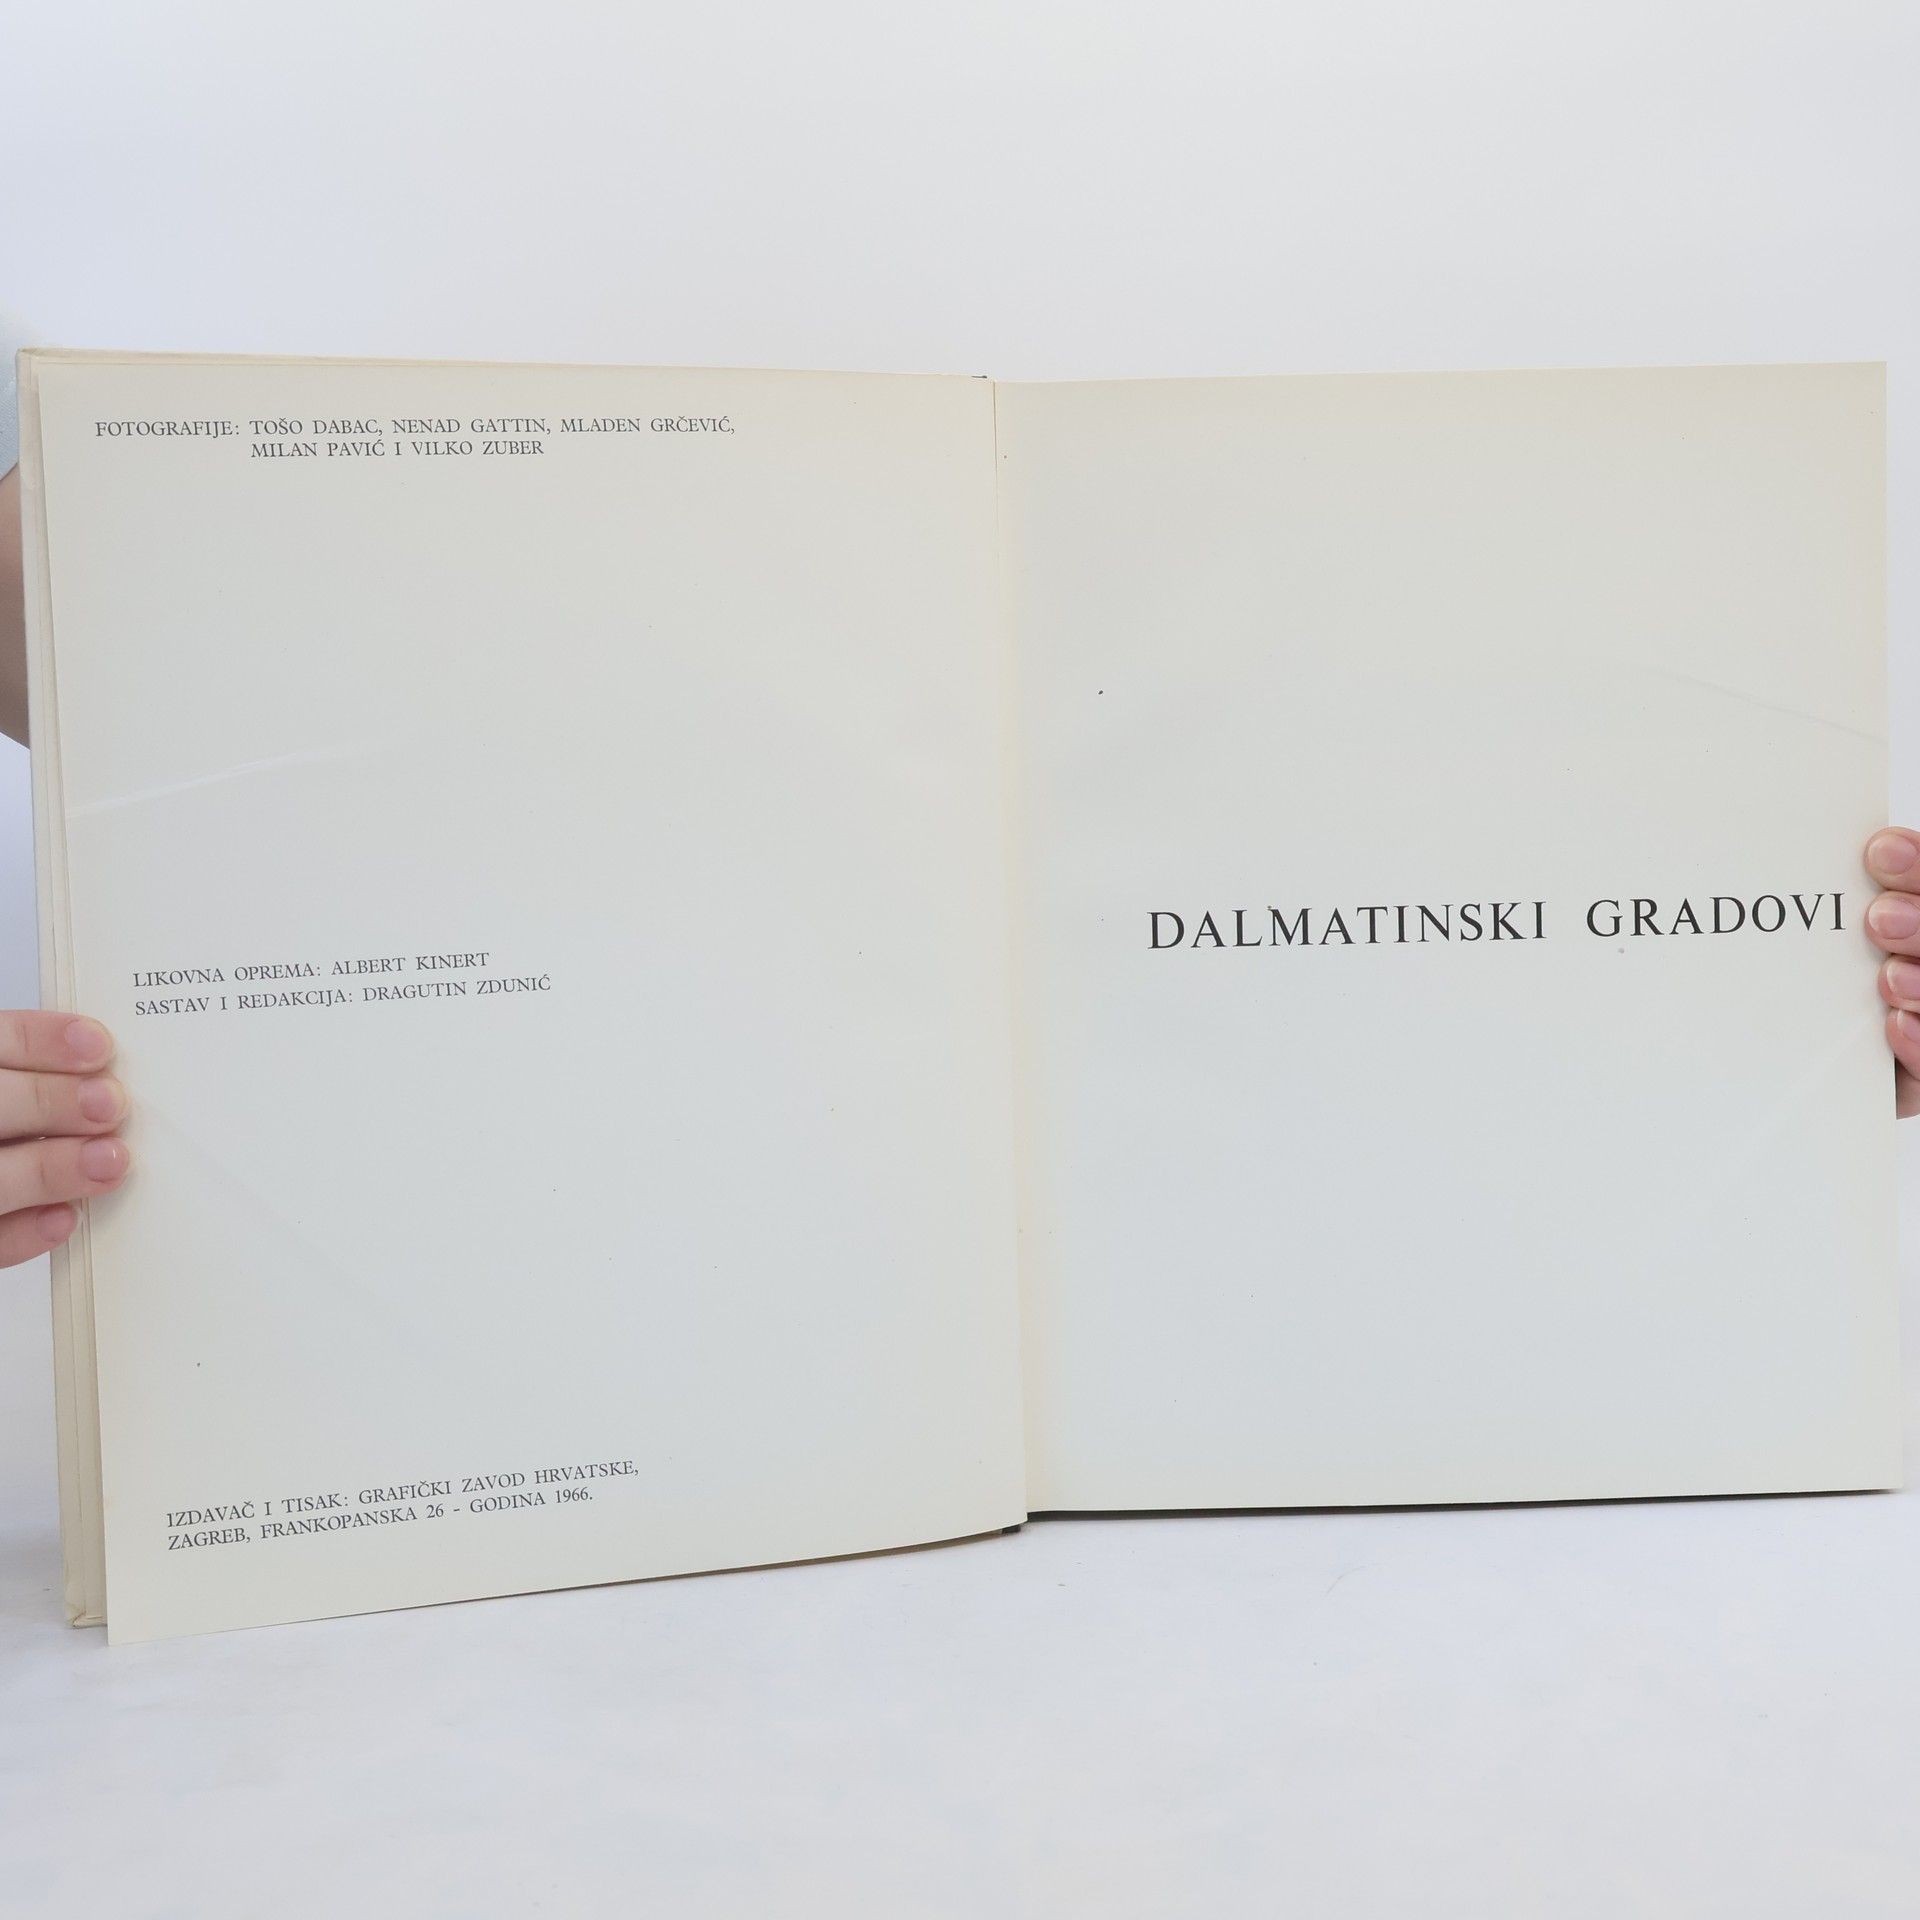 FOTOGRAFIJE: TOŠO DABAC, NENAD GATTIN, MLADEN GRČEVIĆ,
MILAN PAVIĆ I VILKO ZUBER
LIKOVNA OPREMA: ALBERT KINERT
SASTAV I REDAKCIJA: DRAGUTIN ZDUNIĆ
IZDAVAČ I TISAK: GRAFIČKI ZAVOD HRVATSKE,
ZAGREB, FRANKOPANSKA 26 - GODINA 1966.
DALMATINSKI GRADOVI